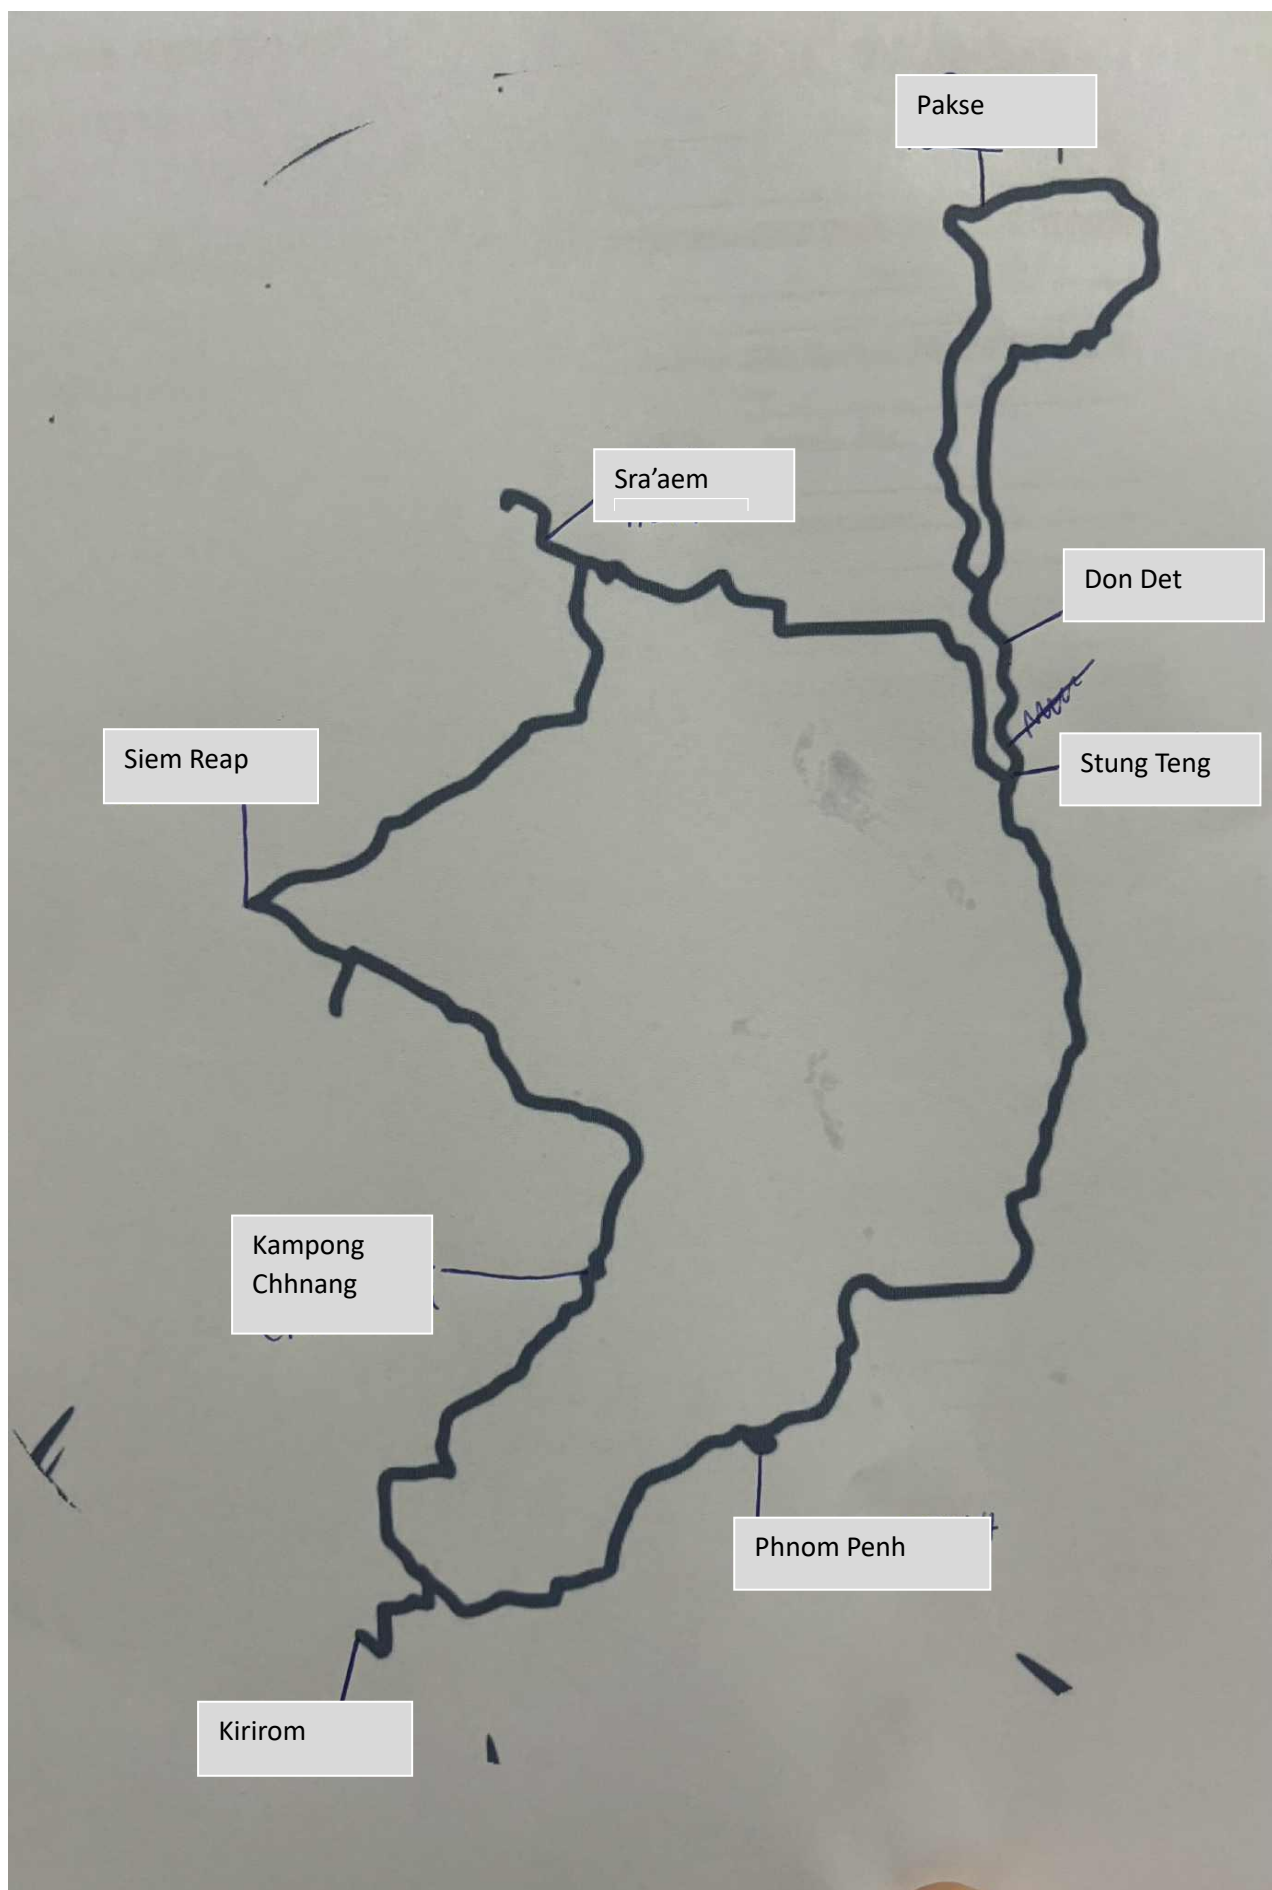 Pakse
Sra’aem
Don Det
Siem Reap
Stung Teng
Kampong
Chhnang
Phnom Penh
Kirirom